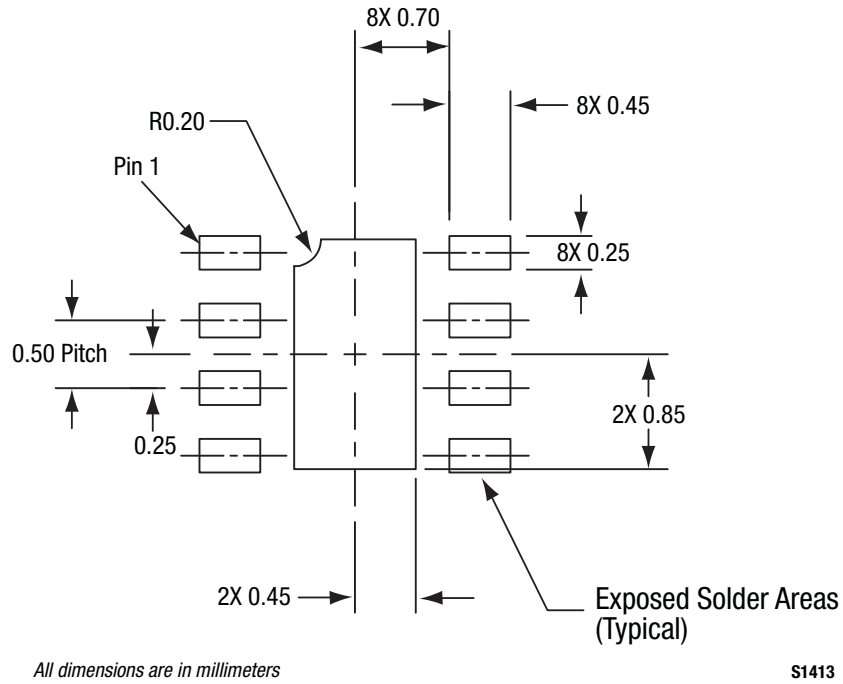 8X 0.70
8X 0.45
R0.20
Pin 1
8X 0.25
0.50 Pitch
2X 0.85
0.25
2X 0.45
Exposed Solder Areas
(Typical)
All dimensions are in millimeters
S1413